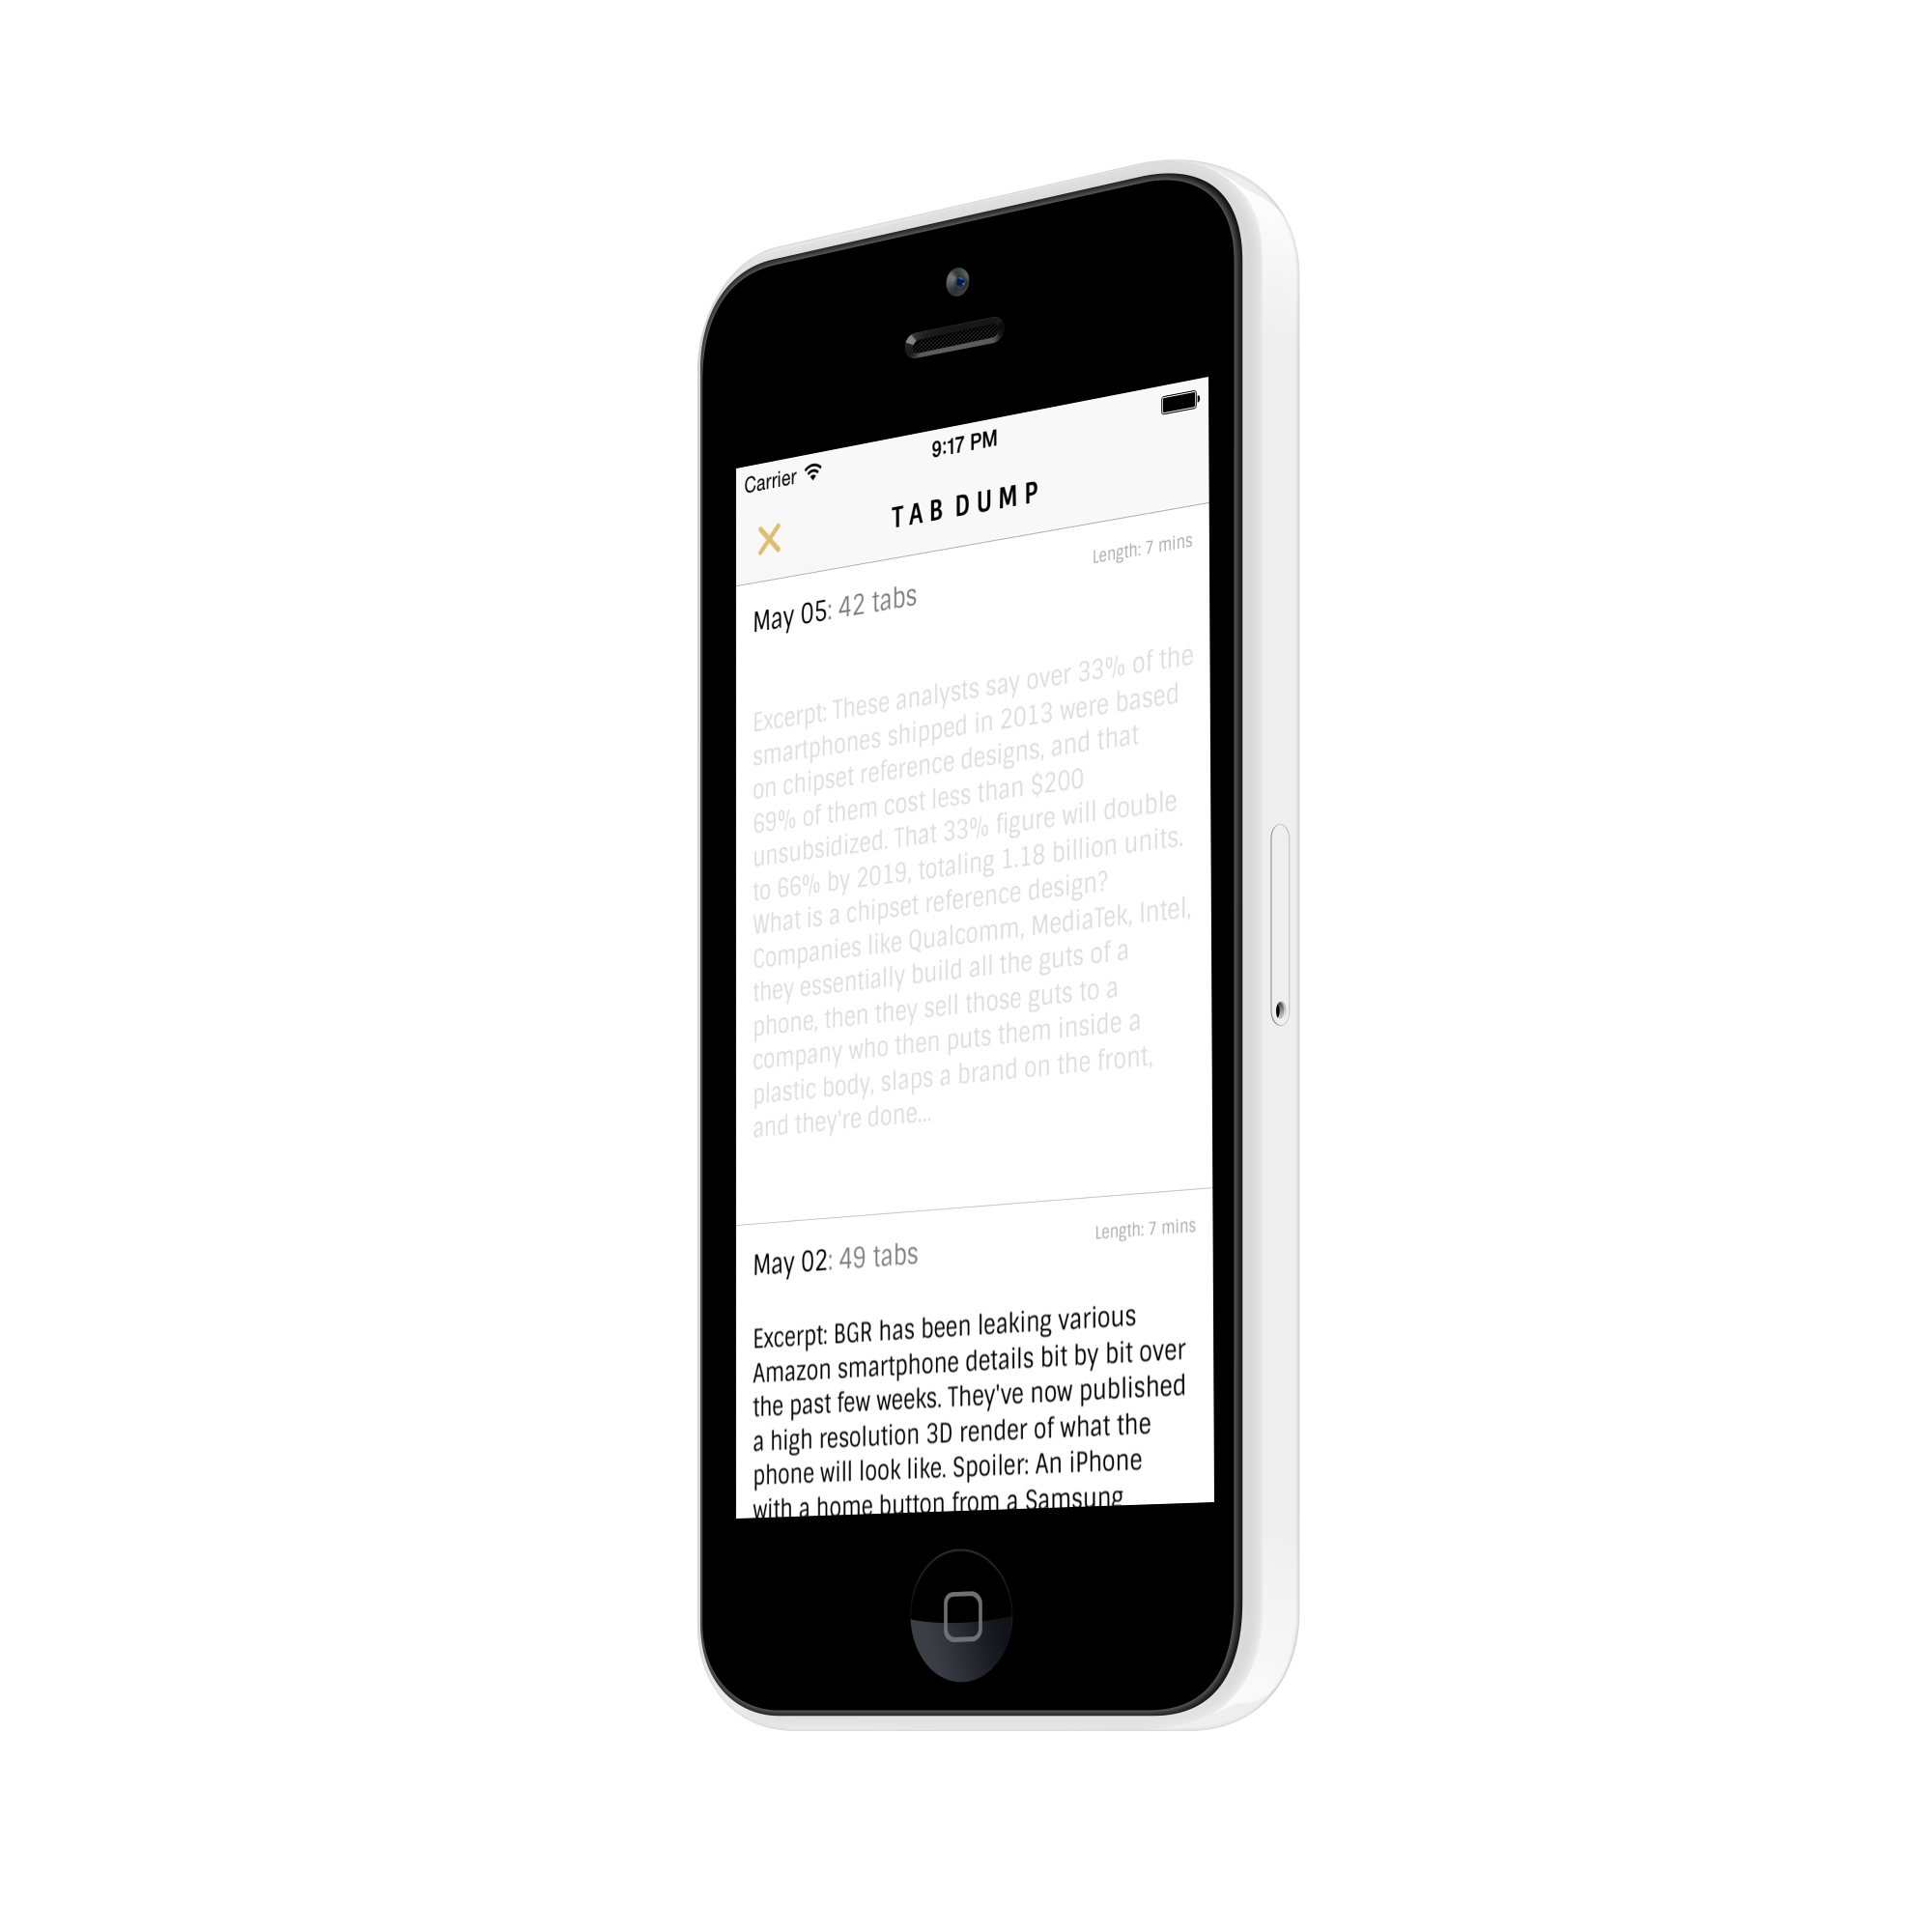 Carrier 9:17 PM
TAB DUMP
Length: 7 mins
May 05: 42 tabs
Excerpt: These analysts say over 33% of the
smartphones shipped in 2013 were based
on chipset reference designs, and that
69% of them cost less than $200
unsubsidized. That 33% figure will double
to 66% by 2019, totaling 1.18 billion units.
What is a chipset reference design?
Companies like Qualcomm, MediaTek, Intel,
they essentially build all the guts of a
phone, then they sell those guts to a
company who then puts them inside a
plastic body, slaps a brand on the front,
and they're done...
Length: 7 mins
May 02: 49 tabs
Excerpt: BGR has been leaking various
Amazon smartphone details bit by bit over
the past few weeks. They've now published
a high resolution 3D render of what the
phone will look like. Spoiler: An iPhone
with a home button from a Samsung